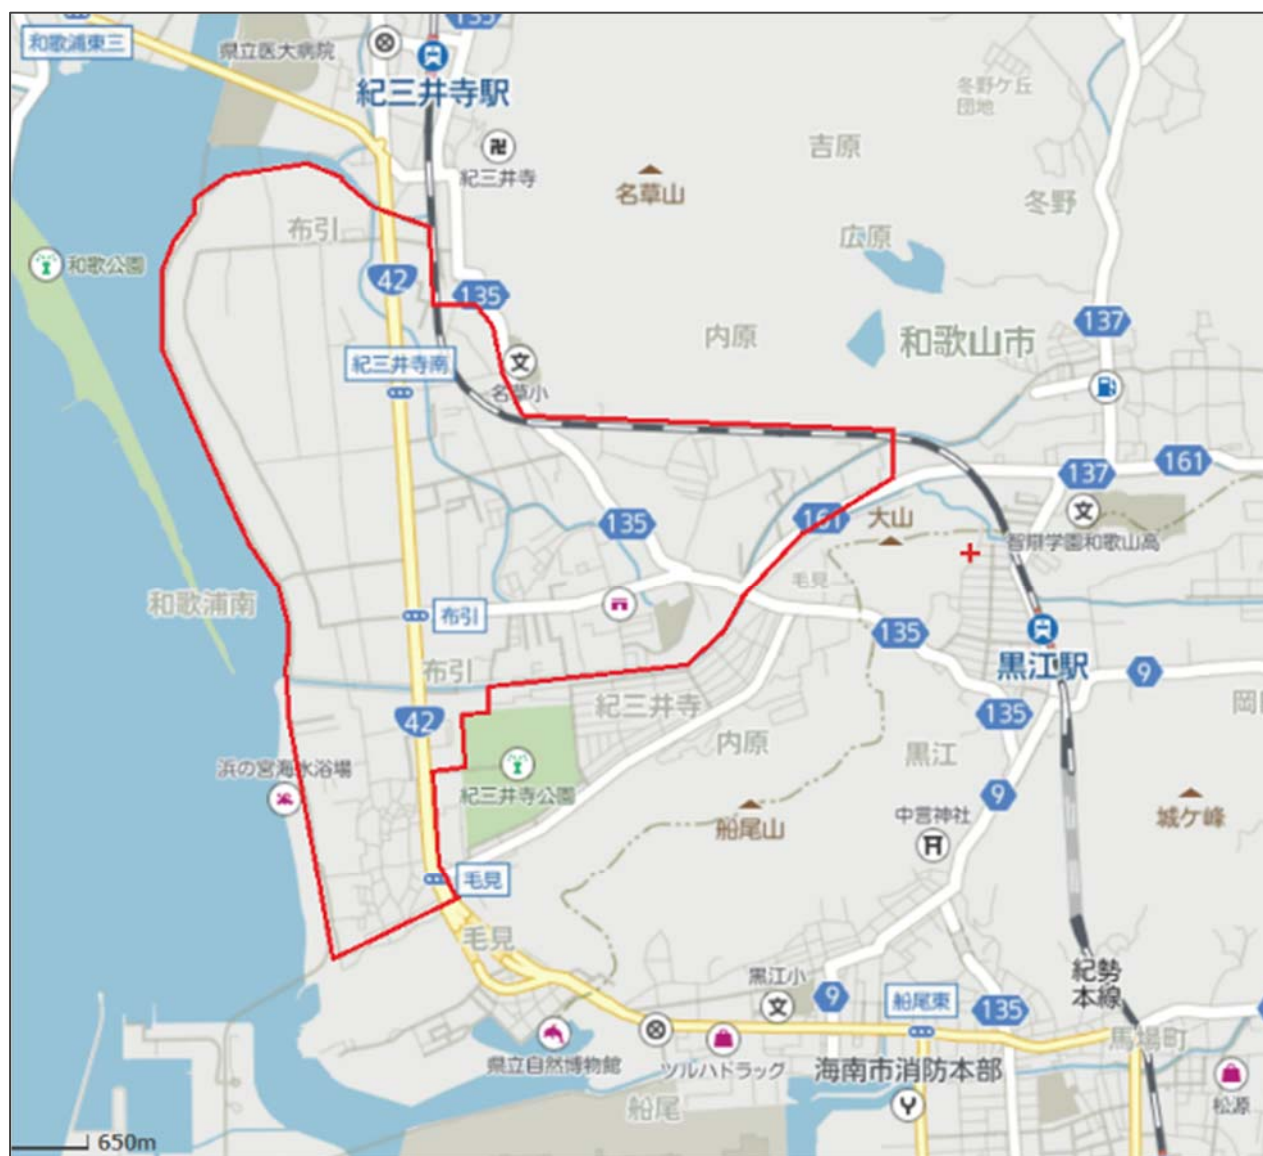 135
和歌浦東三
県立医大病院
紀三井寺駅
冬野ケ丘
団地
吉原
紀三井寺
名草山
冬野
布引
広原
和歌公園
42
135
137
内原
和歌山市
紀三井寺南
文
名草小
161
137
文
135
161
大山
智辯学園和歌山高
毛見
和歌浦南
布引
135
黒江駅
9
布引
紀三井寺
135
42
内原
黒江
浜の宮海水浴場
紀三井寺公園
9
船尾山
中言神社
城ケ峰
毛見
毛見
紀勢
本線
黒江小
文
9
船尾東
135
馬場町
県立自然博物館
ツルハドラッグ
海南市消防本部
船尾
松源
650m